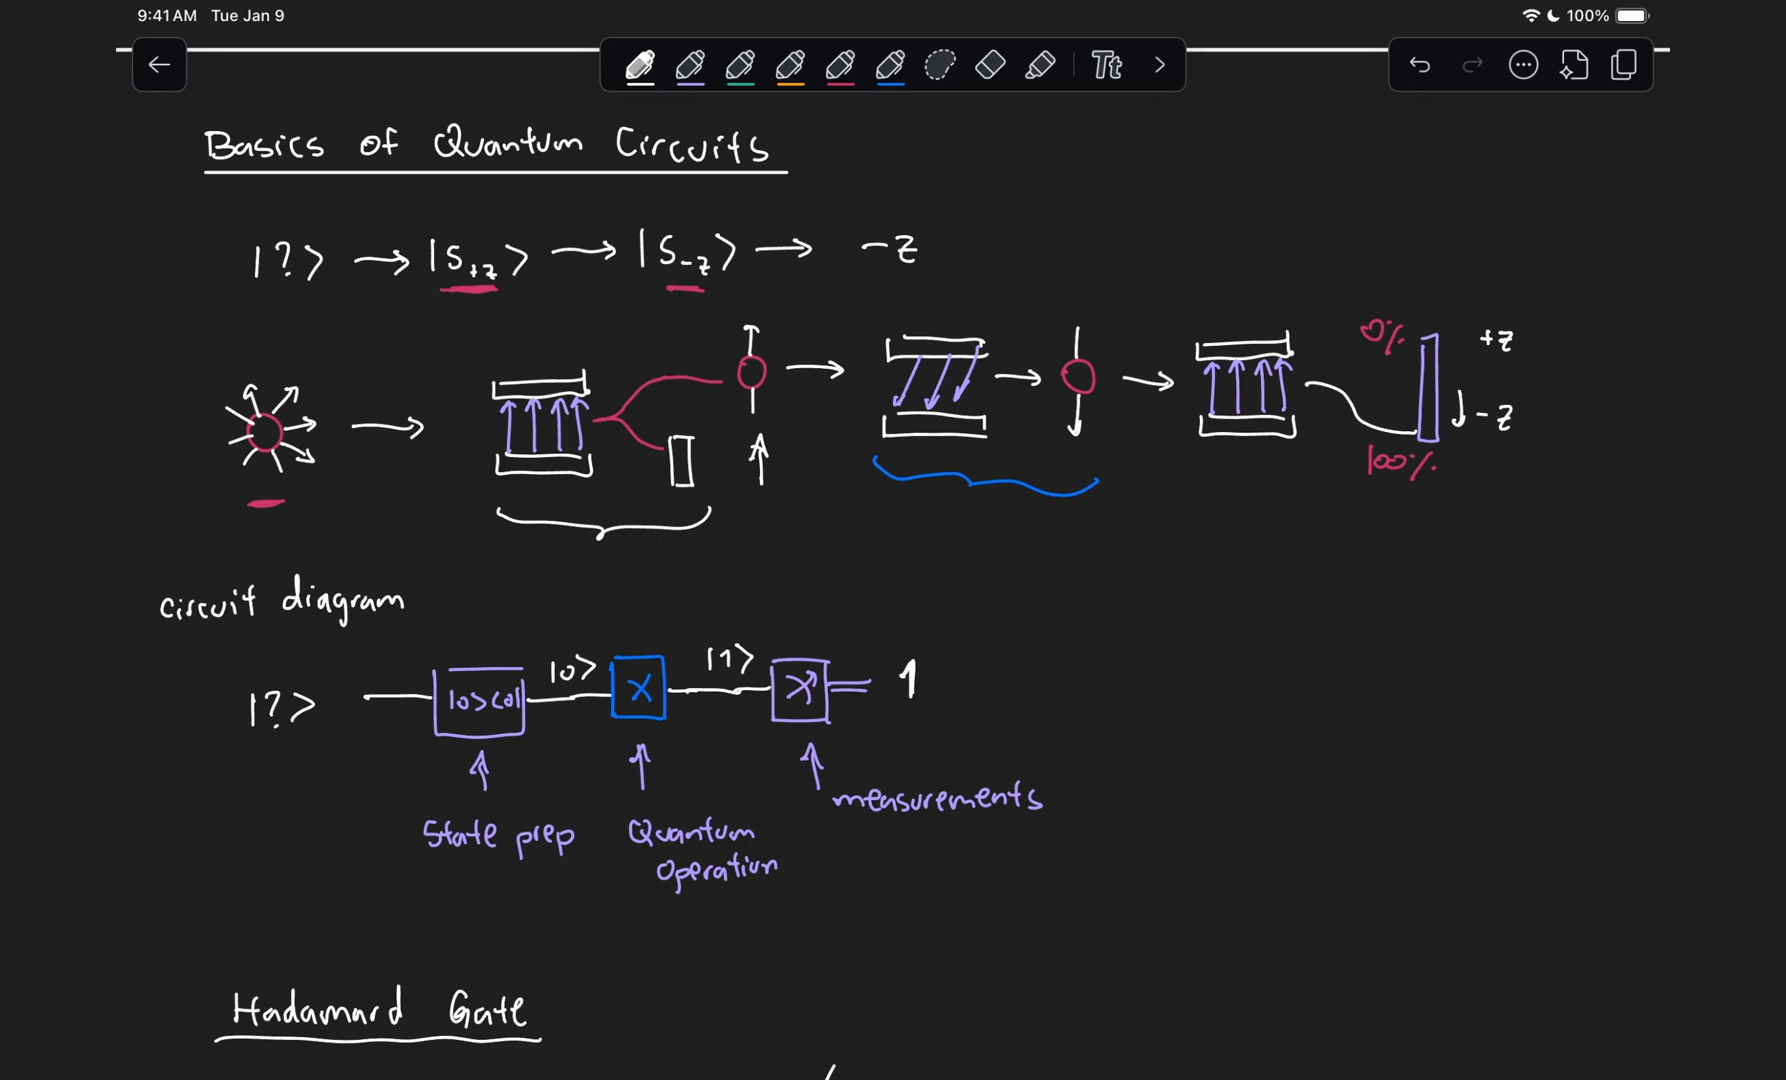 9:41 AM Tue Jan 9
100%
Tt
Basics of Quantum Circuits
|?⟩ → |S+z⟩ → |S-z⟩ → -z
0%
+z
-z
100%
circuit diagram
|?> |0><0| |0> X |1> 1
State prep
Quantum
Operation
measurements
Hadamard Gate